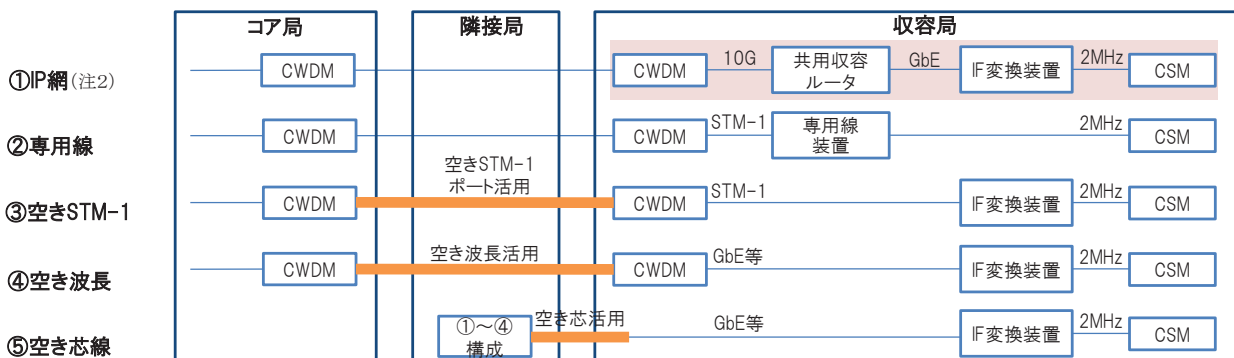 コア局 隣接局 収容局
①IP網(注2) CWDM CWDM 10G 共用収容 GbE IF変換装置 2MHz CSM
ルータ
②専用線 CWDM CWDM STM-1 専用線 2MHz CSM
装置
空きSTM-1
ポート活用
③空きSTM-1 CWDM CWDM STM-1 IF変換装置 2MHz CSM
空き波長活用
④空き波長 CWDM CWDM GbE等 IF変換装置 2MHz CSM
⑤空き芯線 ①～④ 空き芯活用 GbE等 IF変換装置 2MHz CSM
構成